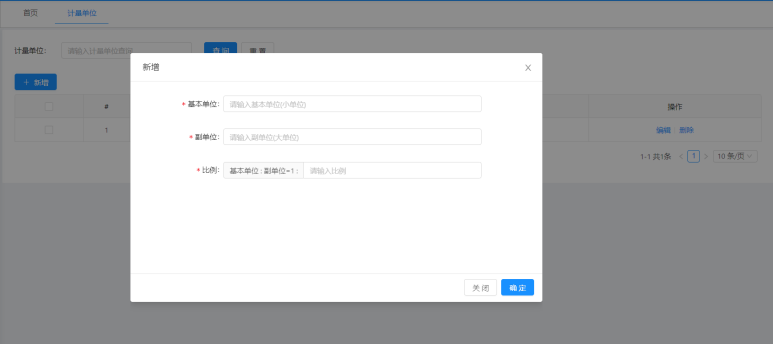 首页 计量单位
计量单位: 请输入计量单位查询 查 询 重 置
新增
×
+ 新增
* 基本单位: 请输入基本单位(小单位)
# 操作
* 副单位: 请输入副单位(大单位)
1 编辑 | 删除
1-1 共1条 < 1 > 10 条/页
* 比例: 基本单位 : 副单位=1 : 请输入比例
关 闭 确 定